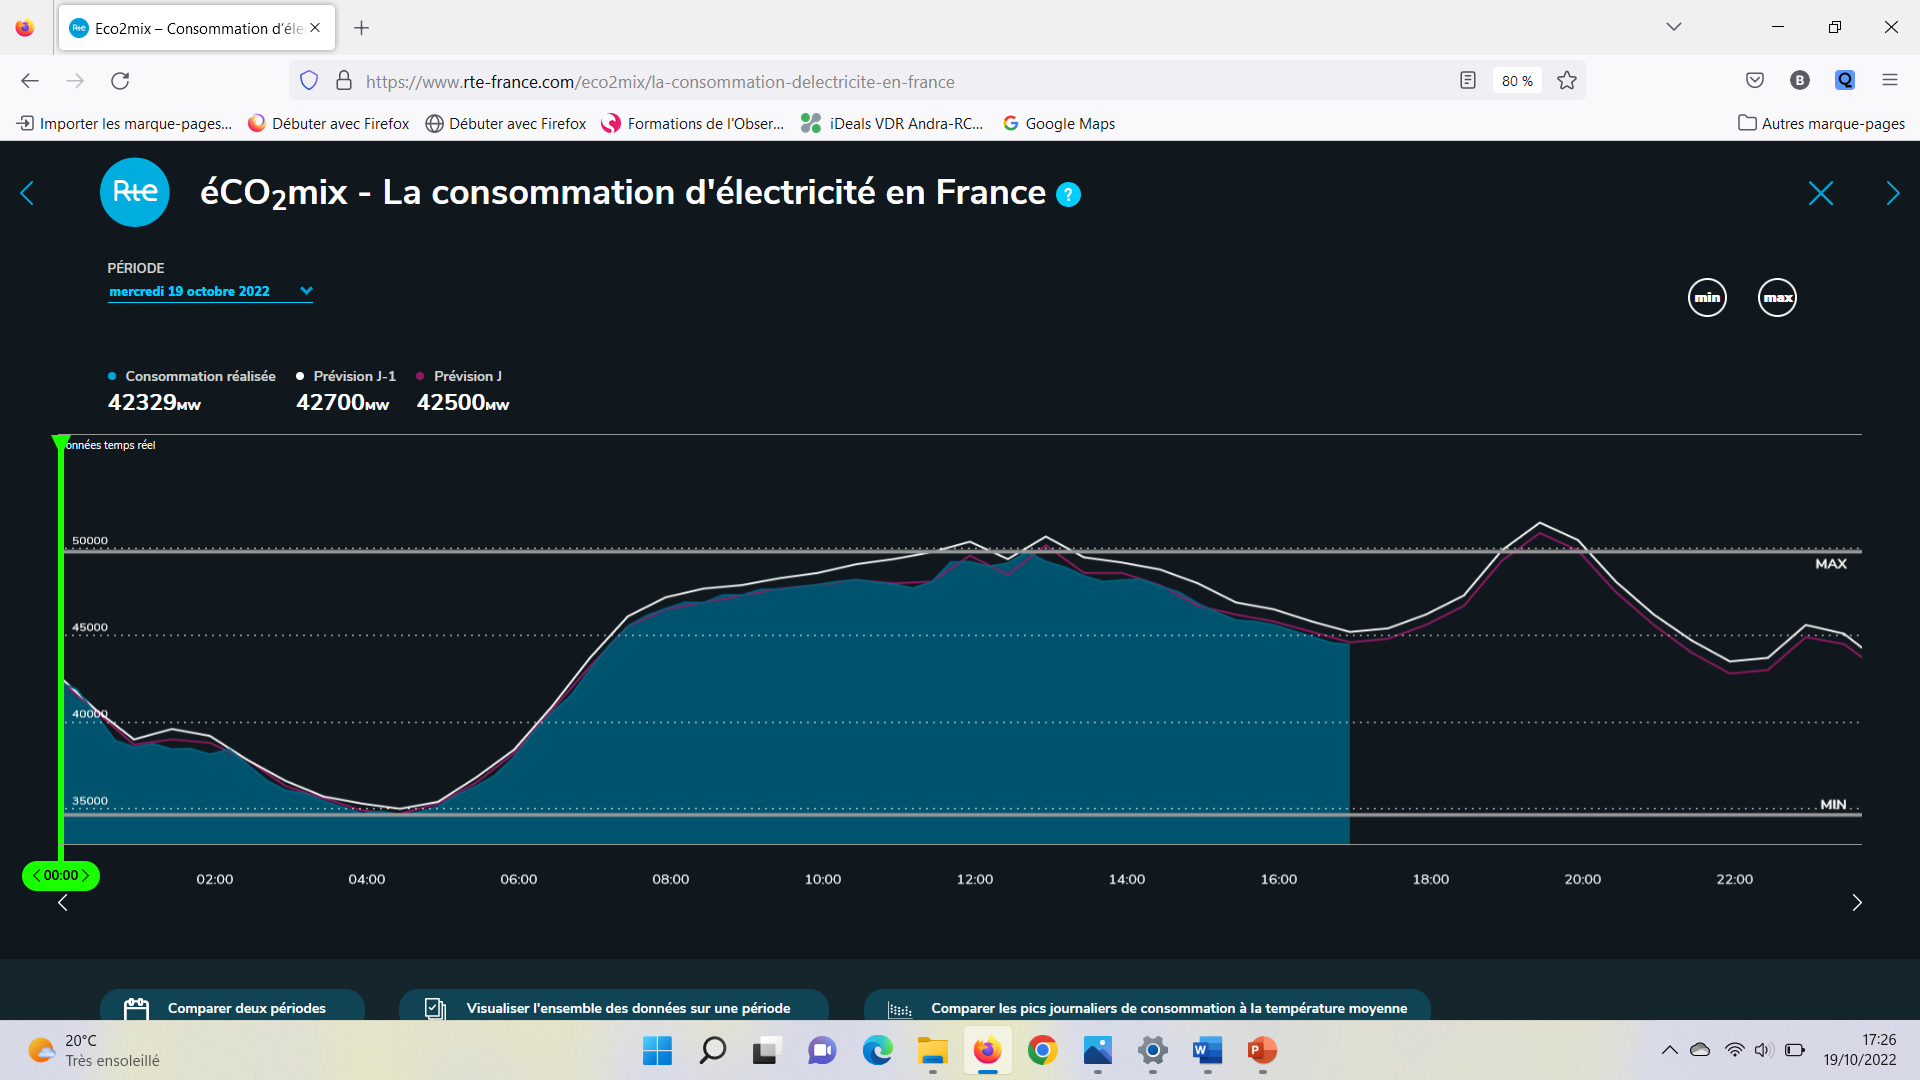 Rte Eco2mix – Consommation d'éle
https://www.rte-france.com/eco2mix/la-consommation-delectricite-en-france
80 %
B
Q
Importer les marque-pages...
Débuter avec Firefox
Débuter avec Firefox
Formations de l'Obser...
iDeals VDR Andra-RC...
Google Maps
Autres marque-pages
Rte
éCO2mix - La consommation d'électricité en France ?
PÉRIODE
mercredi 19 octobre 2022
min
max
Consommation réalisée
Prévision J-1
Prévision J
42329MW
42700MW
42500MW
onnées temps réel
50000
MAX
45000
40000
35000
MIN
00:00
02:00
04:00
06:00
08:00
10:00
12:00
14:00
16:00
18:00
20:00
22:00
Comparer deux périodes
Visualiser l'ensemble des données sur une période
Comparer les pics journaliers de consommation à la température moyenne
20°C
Très ensoleillé
W
P
17:26
19/10/2022